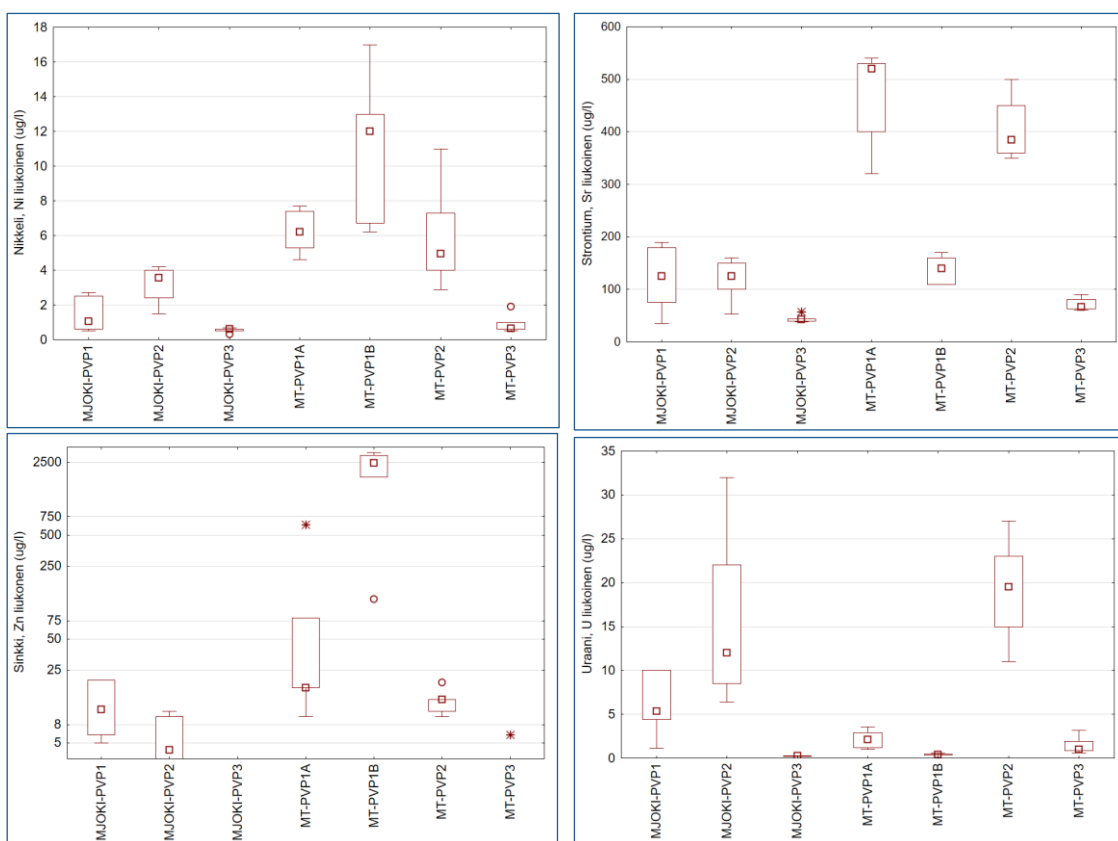 Nikkeli, Ni liukoinen (ug/l)
18
16
14
12
10
8
6
4
2
0
MJOKI-PVP1
MJOKI-PVP2
MJOKI-PVP3
MT-PVP1A
MT-PVP1B
MT-PVP2
MT-PVP3
Strontium, Sr liukoinen (ug/l)
600
500
400
300
200
100
0
MJOKI-PVP1
MJOKI-PVP2
MJOKI-PVP3
MT-PVP1A
MT-PVP1B
MT-PVP2
MT-PVP3
Sinkki, Zn liukonen (ug/l)
2500
750
500
250
75
50
25
8
5
MJOKI-PVP1
MJOKI-PVP2
MJOKI-PVP3
MT-PVP1A
MT-PVP1B
MT-PVP2
MT-PVP3
Uraani, U liukoinen (ug/l)
35
30
25
20
15
10
5
0
MJOKI-PVP1
MJOKI-PVP2
MJOKI-PVP3
MT-PVP1A
MT-PVP1B
MT-PVP2
MT-PVP3